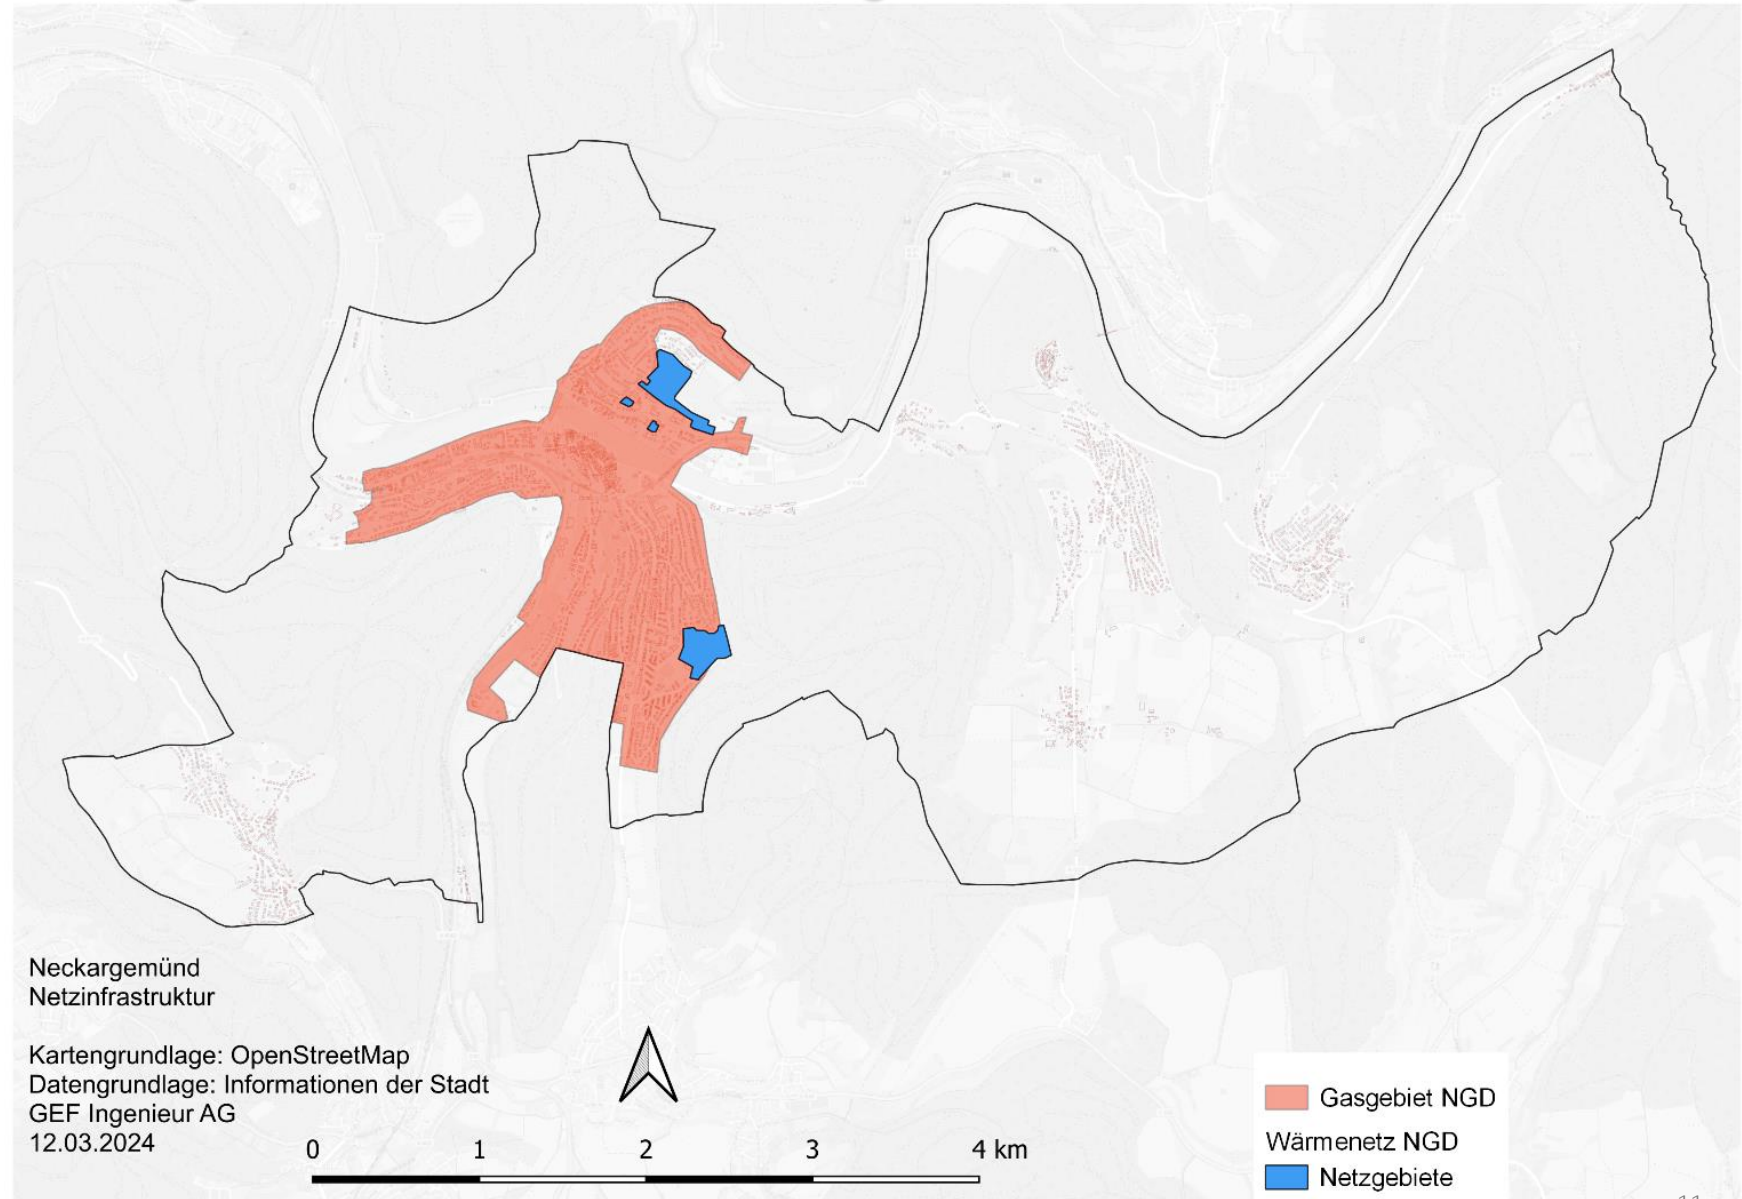 Neckargemünd
Netzinfrastruktur
Kartengrundlage: OpenStreetMap
Datengrundlage: Informationen der Stadt
GEF Ingenieur AG
12.03.2024
0 1 2 3 4 km
Gasgebiet NGD
Wärmenetz NGD
Netzgebiete